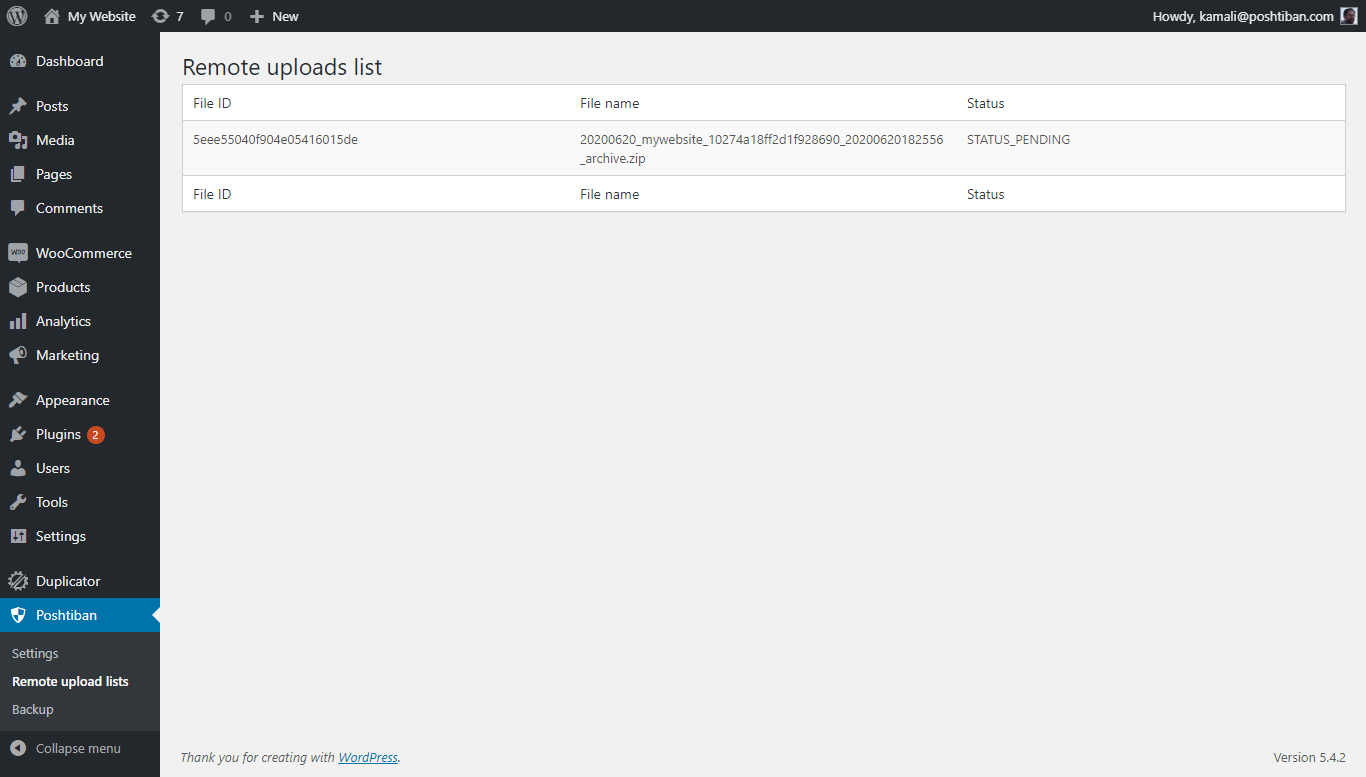 My Website 7 0 New Howdy, kamali@poshtiban.com
Dashboard
Posts
Media
Pages
Comments
WooCommerce
Products
Analytics
Marketing
Appearance
Plugins 2
Users
Tools
Settings
Duplicator
Poshtiban
Settings
Remote upload lists
Backup
Collapse menu
Remote uploads list
File ID File name Status
5eee55040f904e05416015de 20200620_mywebsite_10274a18ff2d1f928690_20200620182556 STATUS_PENDING
_archive.zip
File ID File name Status
Thank you for creating with WordPress. Version 5.4.2